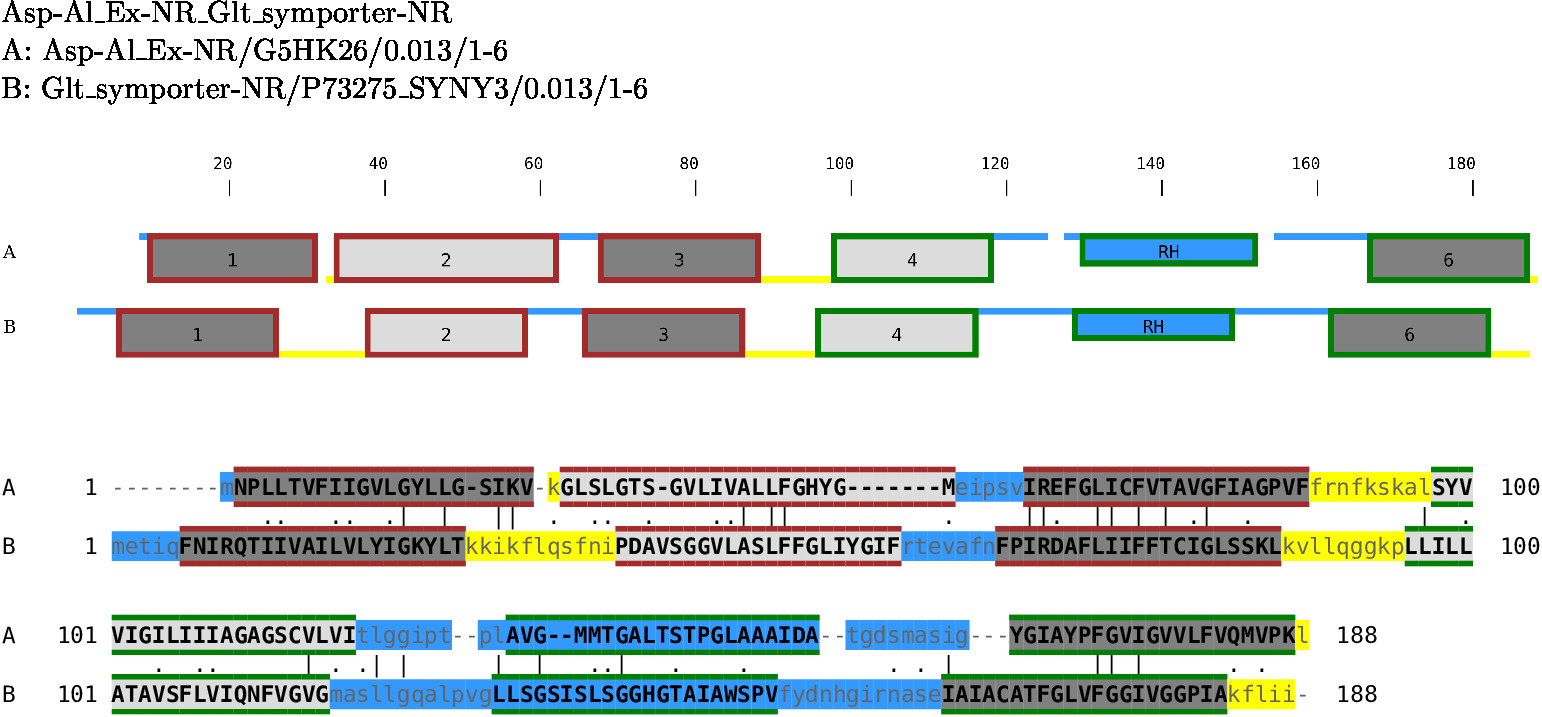 Asp-Al_Ex-NR_Glt_symporter-NR
A: Asp-Al_Ex-NR/G5HK26/0.013/1-6
B: Glt_symporter-NR/P73275_SYNY3/0.013/1-6
20 40 60 80 100 120 140 160 180
A 1 2 3 4 RH 6
B 1 2 3 4 RH 6
A 1 --------mNPLLTVFIIGVLGYLLG-SIKV-kGLSLGTS-GVLIVALLFGHYG-------MeipsvIREFGLICFVTAVGFIAGPVFfrnfkskalSYV 100
B 1 metiqFNIRQTIIVAILVLYIGKYLTkkikflqsfniPDAVSGGVLASLFFGLIYGIFrtevafnFPIRDAFLIIFFTCIGLSSKLkvllqggkpLLILL 100
A 101 VIGILIIIAGAGSCVLVItlggipt--plAVG--MMTGALTSTPGLAAAIDA--tgdsmasig---YGIAYPFGVIGVVLFVQMVPKl 188
B 101 ATAVSFLVIQNFVGVGmasllggalpvgLLSGSISLSGGHGTAIAWSPVfydnhgirnaseIAIACATFGLVFGGIVGGPIAkflii- 188